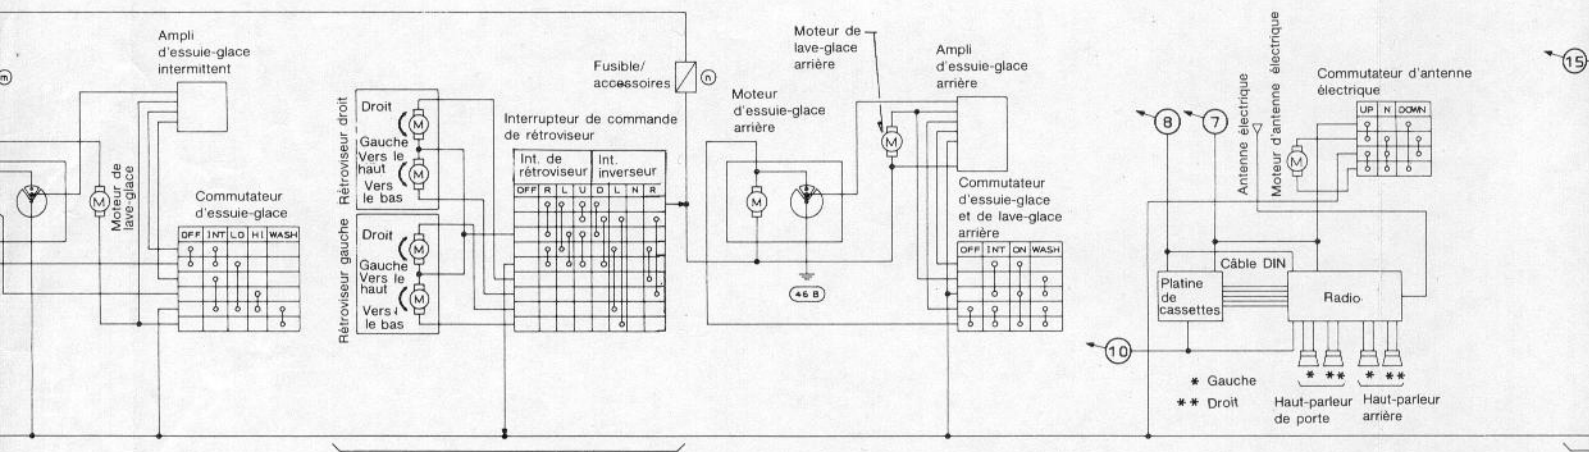 m
Ampli
d'essuie-glace
intermittent
Moteur de
lave-glace
Commutateur
d'essuie-glace
OFF INT LO HI WASH
M
Rétroviseur droit
Droit
M
Gauche
Vers le
haut
M
Vers
le bas
Rétroviseur gauche
Droit
M
Gauche
Vers le
haut
M
Vers
le bas
Interrupteur de commande
de rétroviseur
Int. de
rétroviseur
Int.
inverseur
OFF R L U D L N R
Fusible/
accessoires
n
Moteur
d'essuie-glace
arrière
M
46 B
Moteur de
lave-glace
arrière
M
Ampli
d'essuie-glace
arrière
Commutateur
d'essuie-glace
et de lave-glace
arrière
OFF INT ON WASH
8
7
10
15
Antenne électrique
Moteur d'antenne électrique
M
Commutateur d'antenne
électrique
UP N DOWN
Câble DIN
Platine
de
cassettes
Radio
* Gauche
** Droit
* ** * **
Haut-parleur
de porte
Haut-parleur
arrière